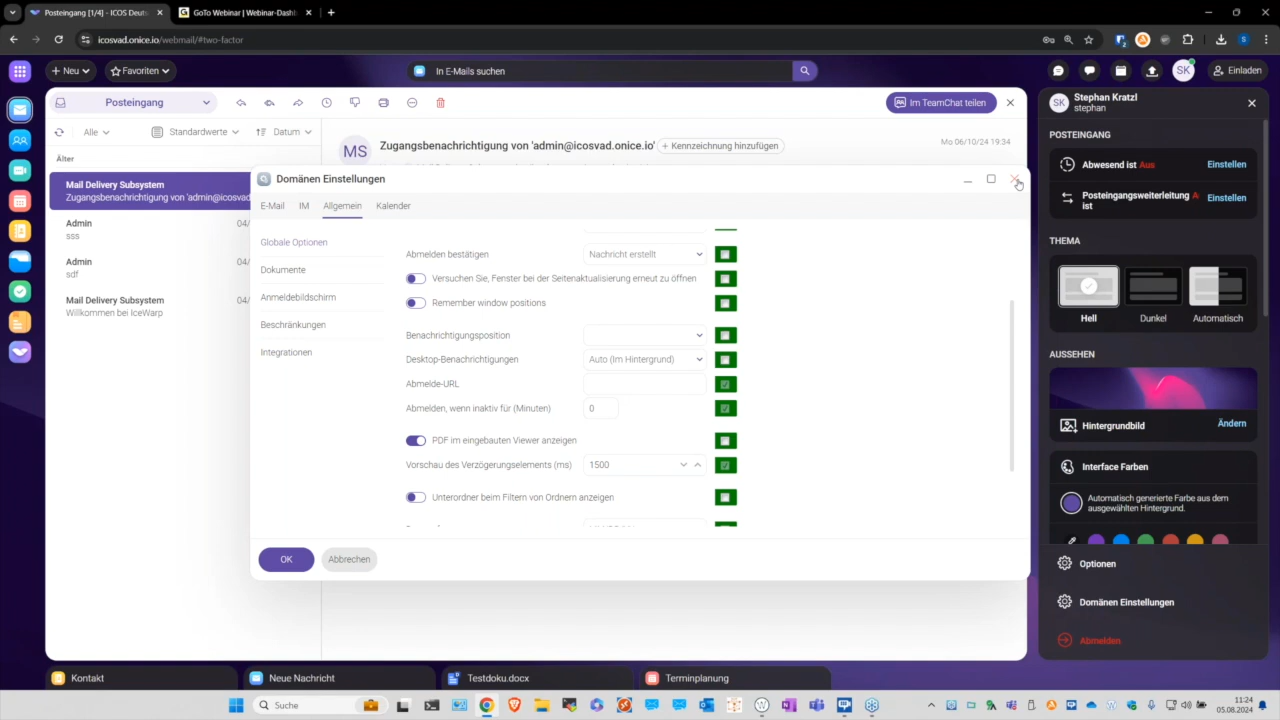 Posteingang [1/4] - ICOS Deuts
GoTo Webinar | Webinar-Dashb
icosvad.onice.io/webmail/#two-factor
+ Neu
Favoriten
In E-Mails suchen
SK
Einladen
Posteingang
Im TeamChat teilen
Alle
Standardwerte
Datum
Älter
Mail Delivery Subsystem
Zugangsbenachrichtigung von 'admin@icosvad
Admin
04/
sss
Admin
04/
sdf
Mail Delivery Subsystem
04/
Willkommen bei IceWarp
MS
Zugangsbenachrichtigung von 'admin@icosvad.onice.io'
+ Kennzeichnung hinzufügen
Mo 06/10/24 19:34
Domänen Einstellungen
E-Mail
IM
Allgemein
Kalender
Globale Optionen
Dokumente
Anmeldebildschirm
Beschränkungen
Integrationen
Abmelden bestätigen
Nachricht erstellt
Versuchen Sie, Fenster bei der Seitenaktualisierung erneut zu öffnen
Remember window positions
Benachrichtigungsposition
Desktop-Benachrichtigungen
Auto (Im Hintergrund)
Abmelde-URL
Abmelden, wenn inaktiv für (Minuten)
0
PDF im eingebauten Viewer anzeigen
Vorschau des Verzögerungselements (ms)
1500
Unterordner beim Filtern von Ordnern anzeigen
OK
Abbrechen
SK
Stephan Kratzl
stephan
POSTEINGANG
Abwesend ist Aus
Einstellen
Posteingangsweiterleitung A
ist
Einstellen
THEMA
Hell
Dunkel
Automatisch
AUSSEHEN
Hintergrundbild
Ändern
Interface Farben
Automatisch generierte Farbe aus dem
ausgewählten Hintergrund.
Optionen
Domänen Einstellungen
Abmelden
Kontakt
Neue Nachricht
Testdoku.docx
Terminplanung
Suche
11:24
05.08.2024